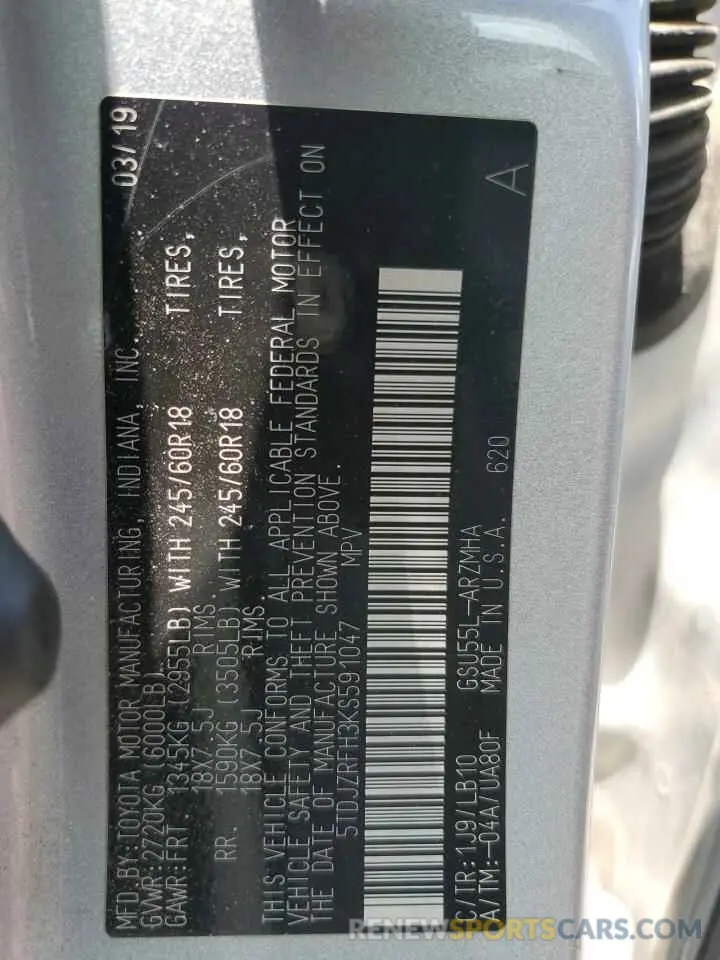 MFD.BY:TOYOTA MOTOR MANUFACTURING, INDIANA, INC. 03/19
GVWR:2720KG (6000LB)
GAWR:FRT. 1345KG (2955LB) WITH 245/60R18 TIRES,
18X7.5J RIMS.
RR. 1590KG (3505LB) WITH 245/60R18 TIRES,
18X7.5J RIMS.
THIS VEHICLE CONFORMS TO ALL APPLICABLE FEDERAL MOTOR
VEHICLE SAFETY AND THEFT PREVENTION STANDARDS IN EFFECT ON
THE DATE OF MANUFACTURE SHOWN ABOVE.
5TDJZRFH3KS591047 MPV
C/TR:1J9/LB10 GSU55L-ARZMHA
A/TM:-04A/UA80F MADE IN U.S.A. 620 A
RENEWSPORTSCARS.COM